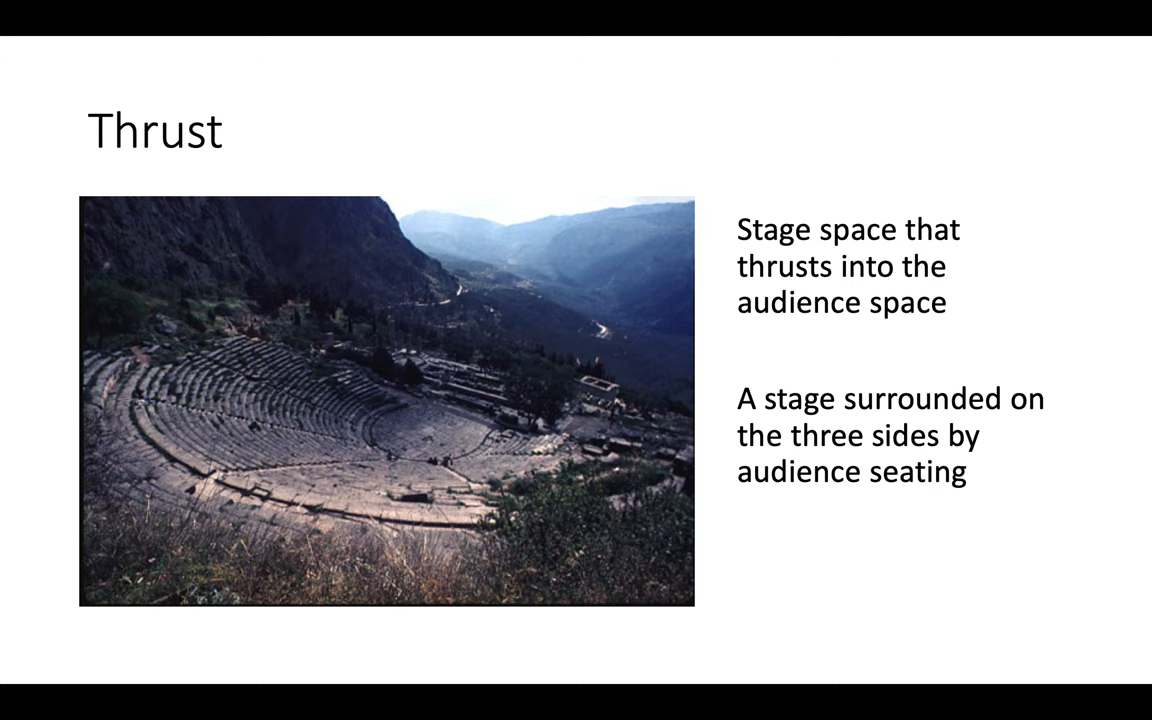 Thrust
Stage space that
thrusts into the
audience space
A stage surrounded on
the three sides by
audience seating